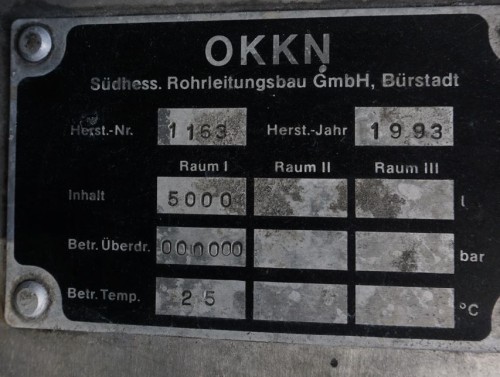 OKKN
Südhess. Rohrleitungsbau GmbH, Bürstadt
Herst.-Nr. 1163 Herst.-Jahr 1993
Raum I Raum II Raum III
Inhalt 5000 l
Betr. Überdr. 00n000 bar
Betr. Temp. 25 °C